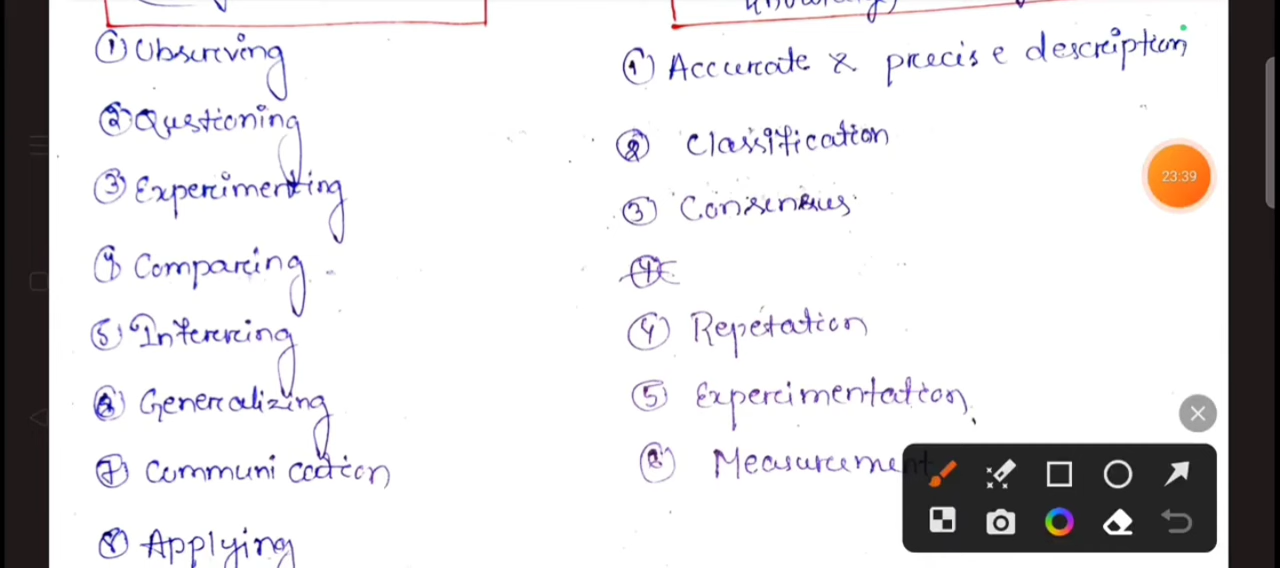 ① Observing
② Questioning
③ Experimenting
④ Comparing
⑤ Inferring
⑥ Generalizing
⑦ Communication
⑧ Applying
① Accurate & precise description
② Classification
③ Consensus
④ Repetation
⑤ Experimentation
⑥ Measurement
23:39